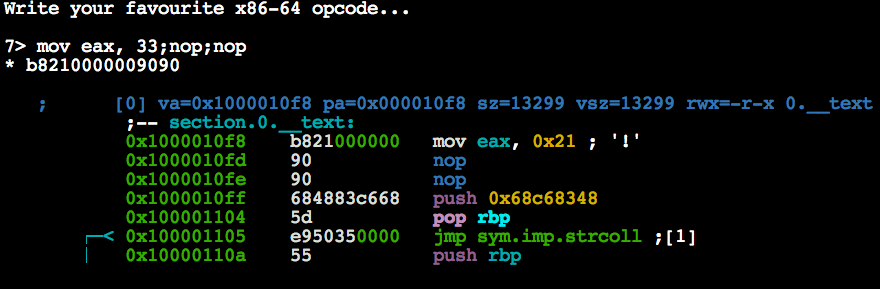 Write your favourite x86-64 opcode...
7> mov eax, 33;nop;nop
* b8210000009090
; [0] va=0x1000010f8 pa=0x000010f8 sz=13299 vsz=13299 rwx=-r-x 0.__text
;-- section.0.__text:
0x1000010f8 b821000000 mov eax, 0x21 ; '!'
0x1000010fd 90 nop
0x1000010fe 90 nop
0x1000010ff 684883c668 push 0x68c68348
0x100001104 5d pop rbp
0x100001105 e950350000 jmp sym.imp.strcoll ;[1]
0x10000110a 55 push rbp